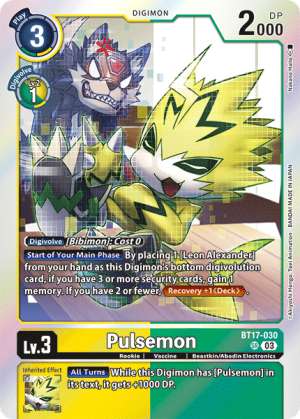 DIGIMON
Play
3
DP
2000
Digivolve
Lv.2
1
Digivolve [Bibimon]: Cost 0
Start of Your Main Phase By placing 1 [Leon Alexander]
from your hand as this Digimon's bottom digivolution
card, if you have 3 or more security cards, gain 1
memory. If you have 2 or fewer, Recovery +1 (Deck).
Lv.3
Pulsemon
BT17-030
03
Rookie | Vaccine | Beastkin/Abadin Electronics
Inherited Effect
All Turns While this Digimon has [Pulsemon] in
its text, it gets +1000 DP.